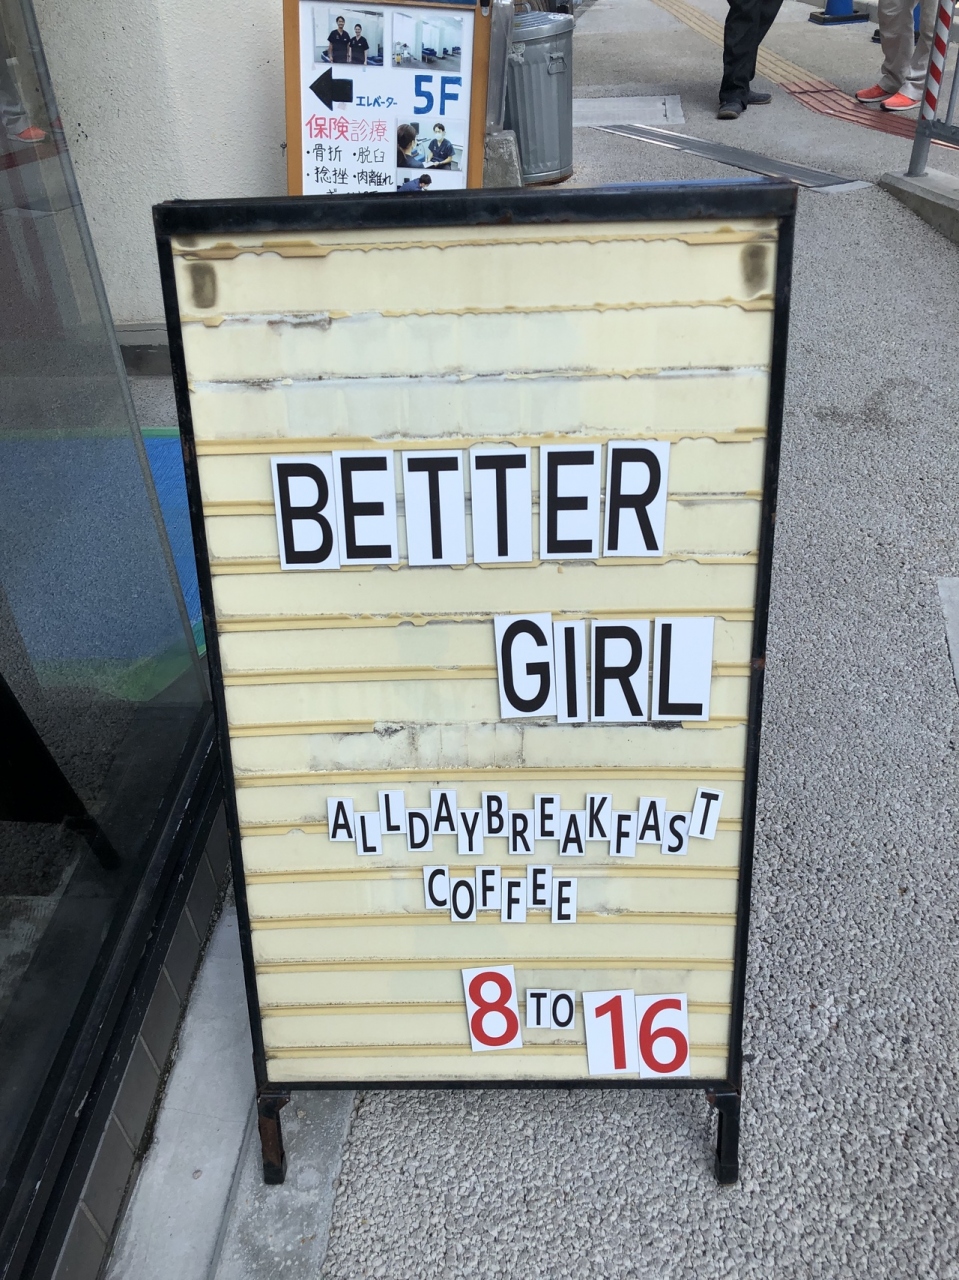 エレベーター 5F
保険診療
・骨折 ・脱臼
・捻挫 ・肉離れ
BETTER
GIRL
ALLDAYBREAKFAST
COFFEE
8 TO 16